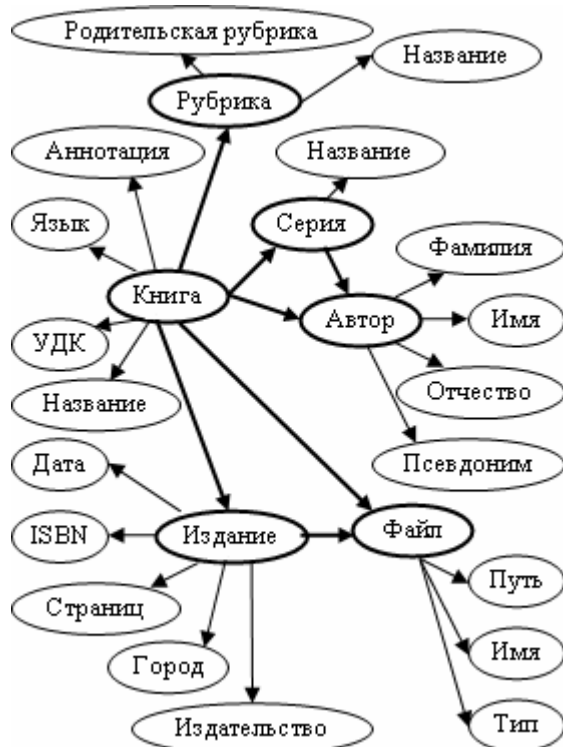 Родительская рубрика
Название
Рубрика
Аннотация
Название
Язык
Серия
Фамилия
Книга
Автор
Имя
УДК
Название
Отчество
Дата
Псевдоним
ISBN
Издание
Файл
Страниц
Путь
Город
Имя
Издательство
Тип